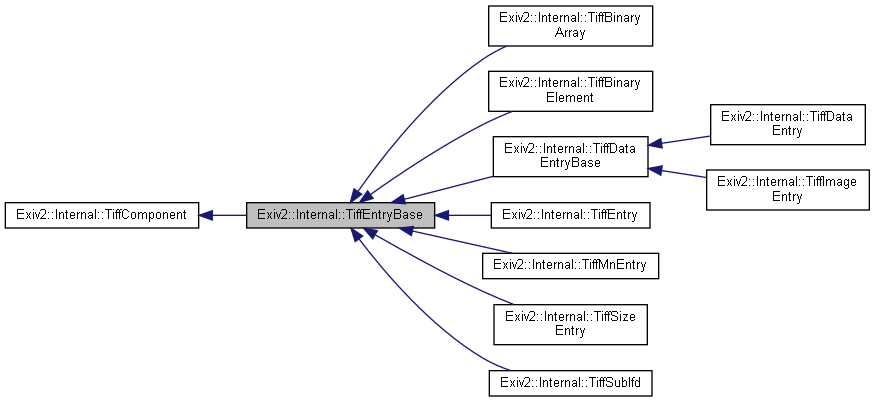 Exiv2::Internal::TiffBinary
Array
Exiv2::Internal::TiffBinary
Element
Exiv2::Internal::TiffData
EntryBase
Exiv2::Internal::TiffData
Entry
Exiv2::Internal::TiffImage
Entry
Exiv2::Internal::TiffComponent
Exiv2::Internal::TiffEntryBase
Exiv2::Internal::TiffEntry
Exiv2::Internal::TiffMnEntry
Exiv2::Internal::TiffSize
Entry
Exiv2::Internal::TiffSubIfd